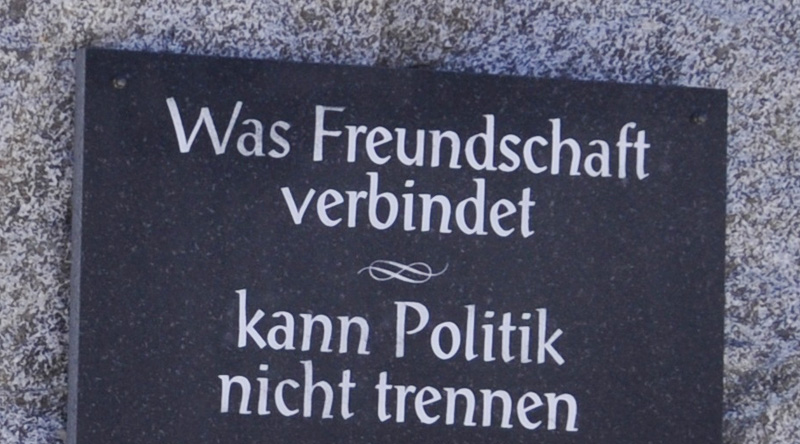 Was Freundschaft
verbindet
kann Politik
nicht trennen